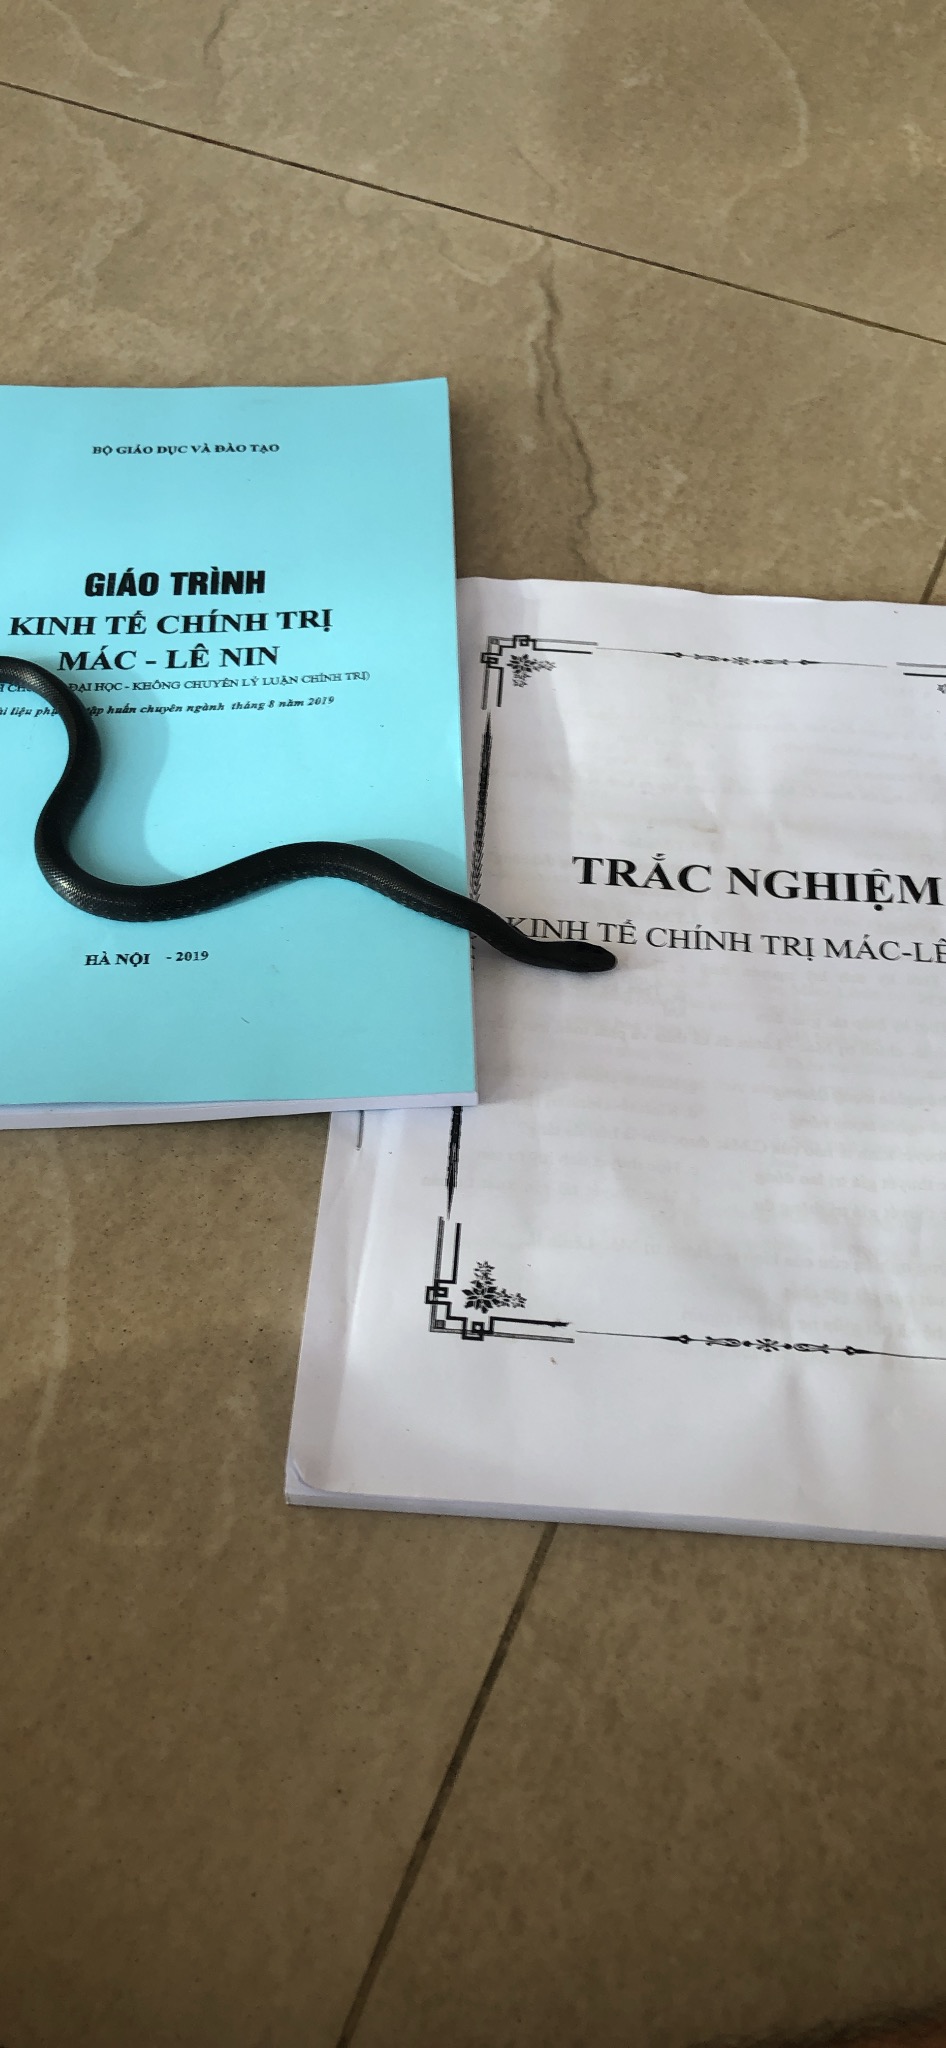 BỘ GIÁO DỤC VÀ ĐÀO TẠO
GIÁO TRÌNH
KINH TẾ CHÍNH TRỊ
MÁC - LÊ NIN
ĐẠI HỌC - KHÔNG CHUYÊN LÝ LUẬN CHÍNH TRỊ)
liệu tập huấn chuyên ngành tháng 8 năm 2019
HÀ NỘI - 2019
TRẮC NGHIỆM
KINH TẾ CHÍNH TRỊ MÁC-LÊ